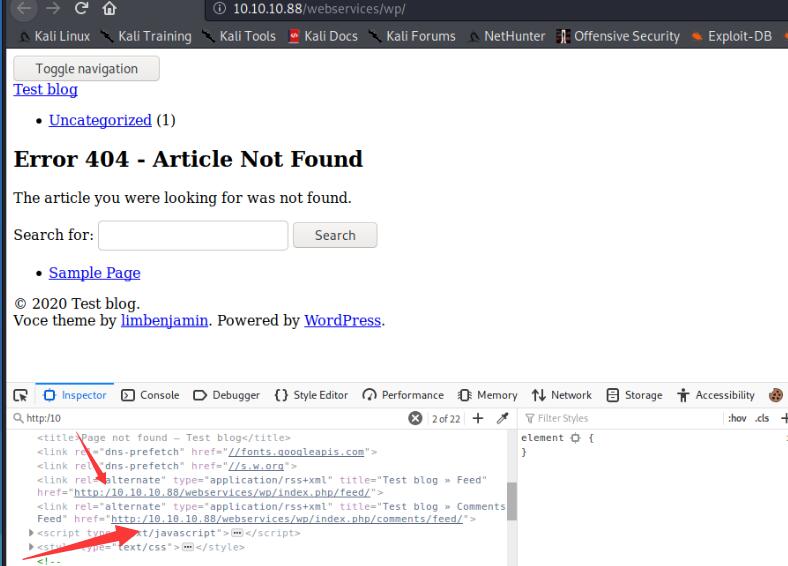 10.10.10.88/webservices/wp/
Kali Linux Kali Training Kali Tools Kali Docs Kali Forums NetHunter Offensive Security Exploit-DB
Toggle navigation
Test blog
• Uncategorized (1)
Error 404 - Article Not Found
The article you were looking for was not found.
Search for: Search
• Sample Page
© 2020 Test blog.
Voce theme by limbenjamin. Powered by WordPress.
Inspector Console Debugger Style Editor Performance Memory Network Storage Accessibility
http:/10 2 of 22 Filter Styles :hov .cls
<title>Page not found – Test blog</title>
<link rel="dns-prefetch" href="//fonts.googleapis.com">
<link rel="dns-prefetch" href="//s.w.org">
<link rel="alternate" type="application/rss+xml" title="Test blog » Feed"
href="http:/10.10.10.88/webservices/wp/index.php/feed/">
<link rel="alternate" type="application/rss+xml" title="Test blog » Comments
Feed" href="http:/10.10.10.88/webservices/wp/index.php/comments/feed/">
<script type="text/javascript"></script>
<style type="text/css"></style>
<!--
element {
}